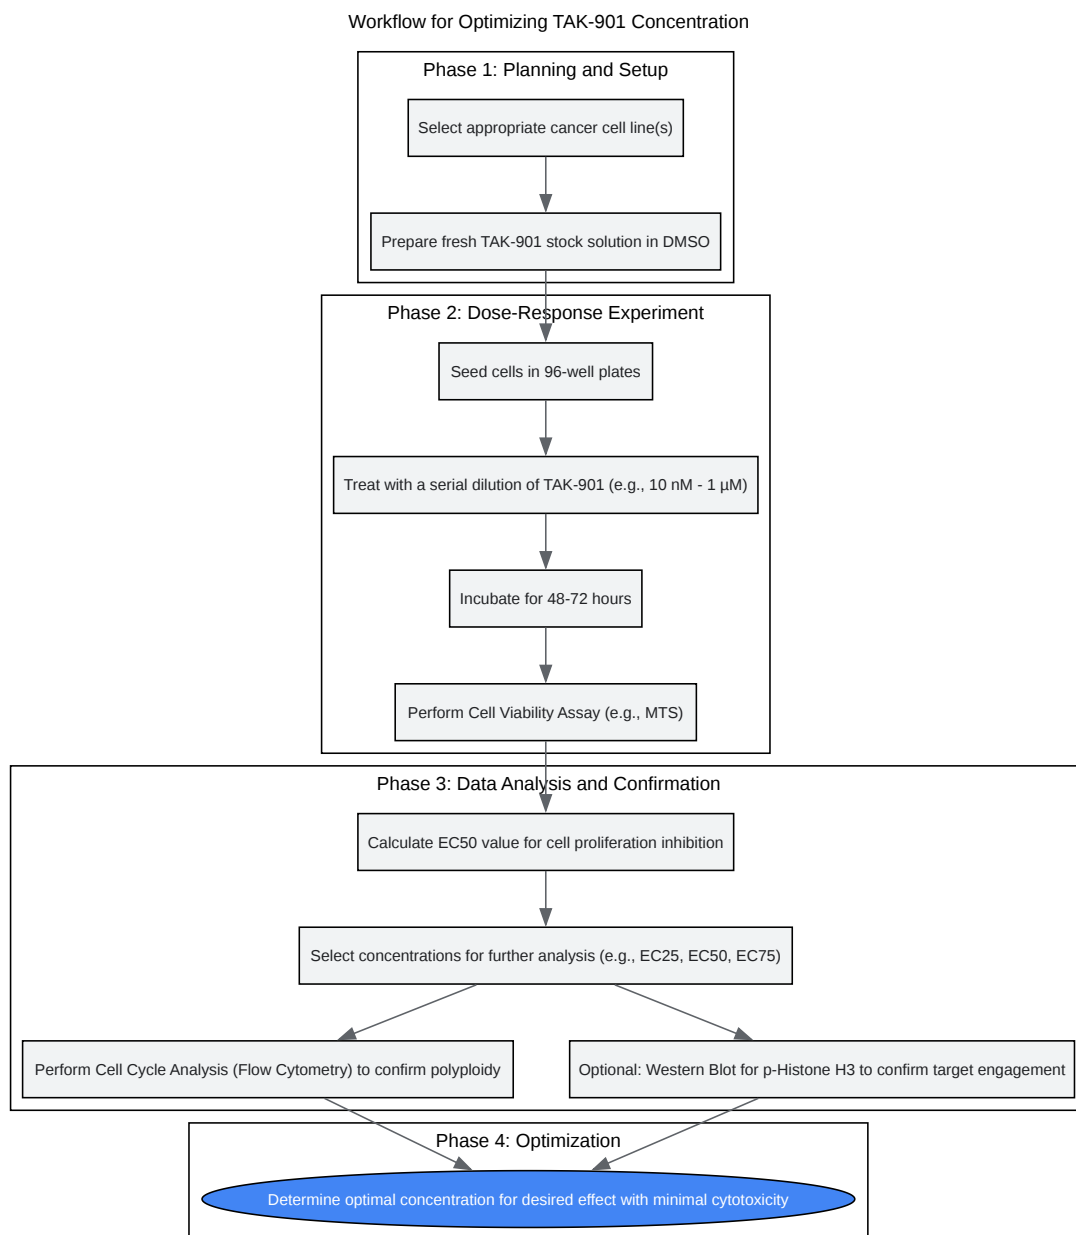 Workflow for Optimizing TAK-901 Concentration
Phase 1: Planning and Setup
Select appropriate cancer cell line(s)
Prepare fresh TAK-901 stock solution in DMSO
Phase 2: Dose-Response Experiment
Seed cells in 96-well plates
Treat with a serial dilution of TAK-901 (e.g., 10 nM - 1 µM)
Incubate for 48-72 hours
Perform Cell Viability Assay (e.g., MTS)
Phase 3: Data Analysis and Confirmation
Calculate EC50 value for cell proliferation inhibition
Select concentrations for further analysis (e.g., EC25, EC50, EC75)
Perform Cell Cycle Analysis (Flow Cytometry) to confirm polyploidy
Optional: Western Blot for p-Histone H3 to confirm target engagement
Phase 4: Optimization
Determine optimal concentration for desired effect with minimal cytotoxicity